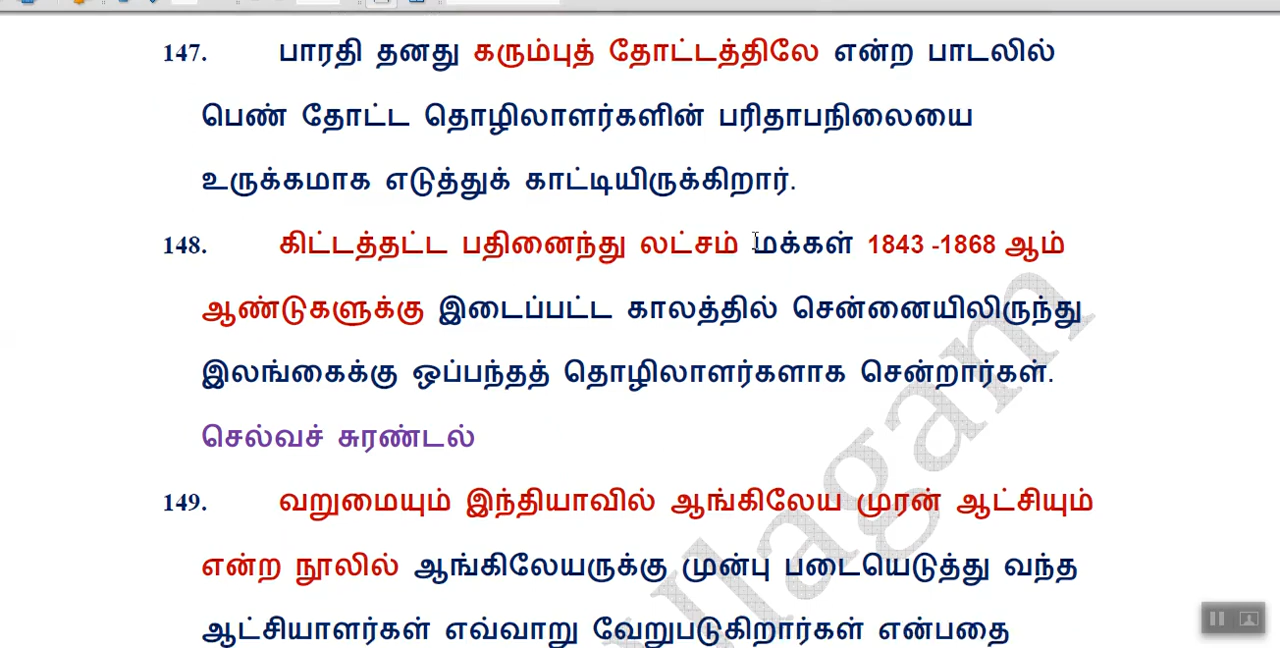 147. பாரதி தனது கரும்புத் தோட்டத்திலே என்ற பாடலில்
பெண் தோட்ட தொழிலாளர்களின் பரிதாபநிலையை
உருக்கமாக எடுத்துக் காட்டியிருக்கிறார்.
148. கிட்டத்தட்ட பதினைந்து லட்சம் மக்கள் 1843 -1868 ஆம்
ஆண்டுகளுக்கு இடைப்பட்ட காலத்தில் சென்னையிலிருந்து
இலங்கைக்கு ஒப்பந்தத் தொழிலாளர்களாக சென்றார்கள்.
செல்வச் சுரண்டல்
149. வறுமையும் இந்தியாவில் ஆங்கிலேய முரன் ஆட்சியும்
என்ற நூலில் ஆங்கிலேயருக்கு முன்பு படையெடுத்து வந்த
ஆட்சியாளர்கள் எவ்வாறு வேறுபடுகிறார்கள் என்பதை